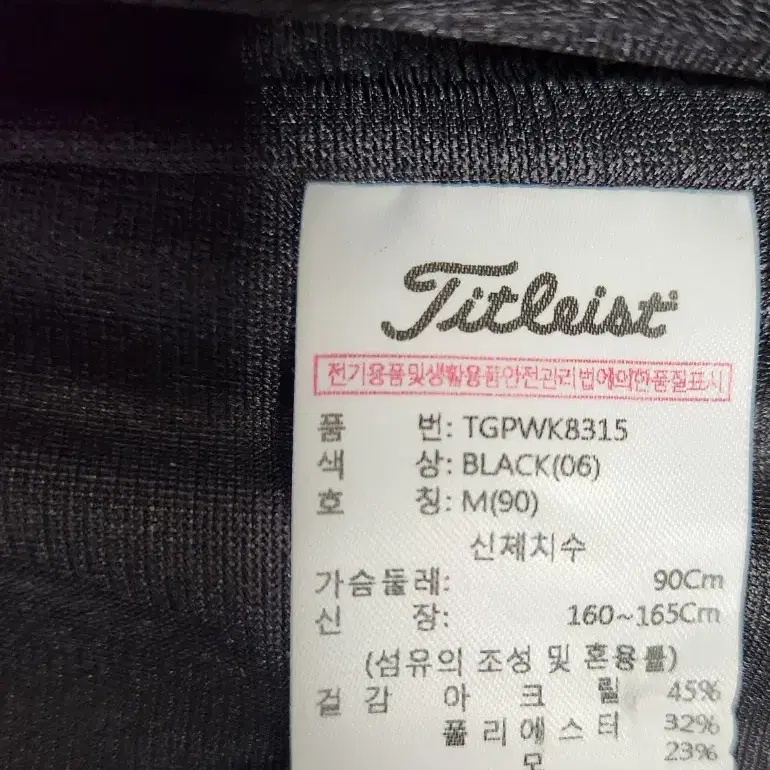 Titleist
전기용품및생활용품안전관리법에의한품질표시
품 번: TGPWK8315
색 상: BLACK(06)
호 칭: M(90)
신체치수
가슴둘레: 90Cm
신 장: 160~165Cm
(섬유의 조성 및 혼용률)
겉감 아크릴 45%
폴리에스터 32%
모 23%